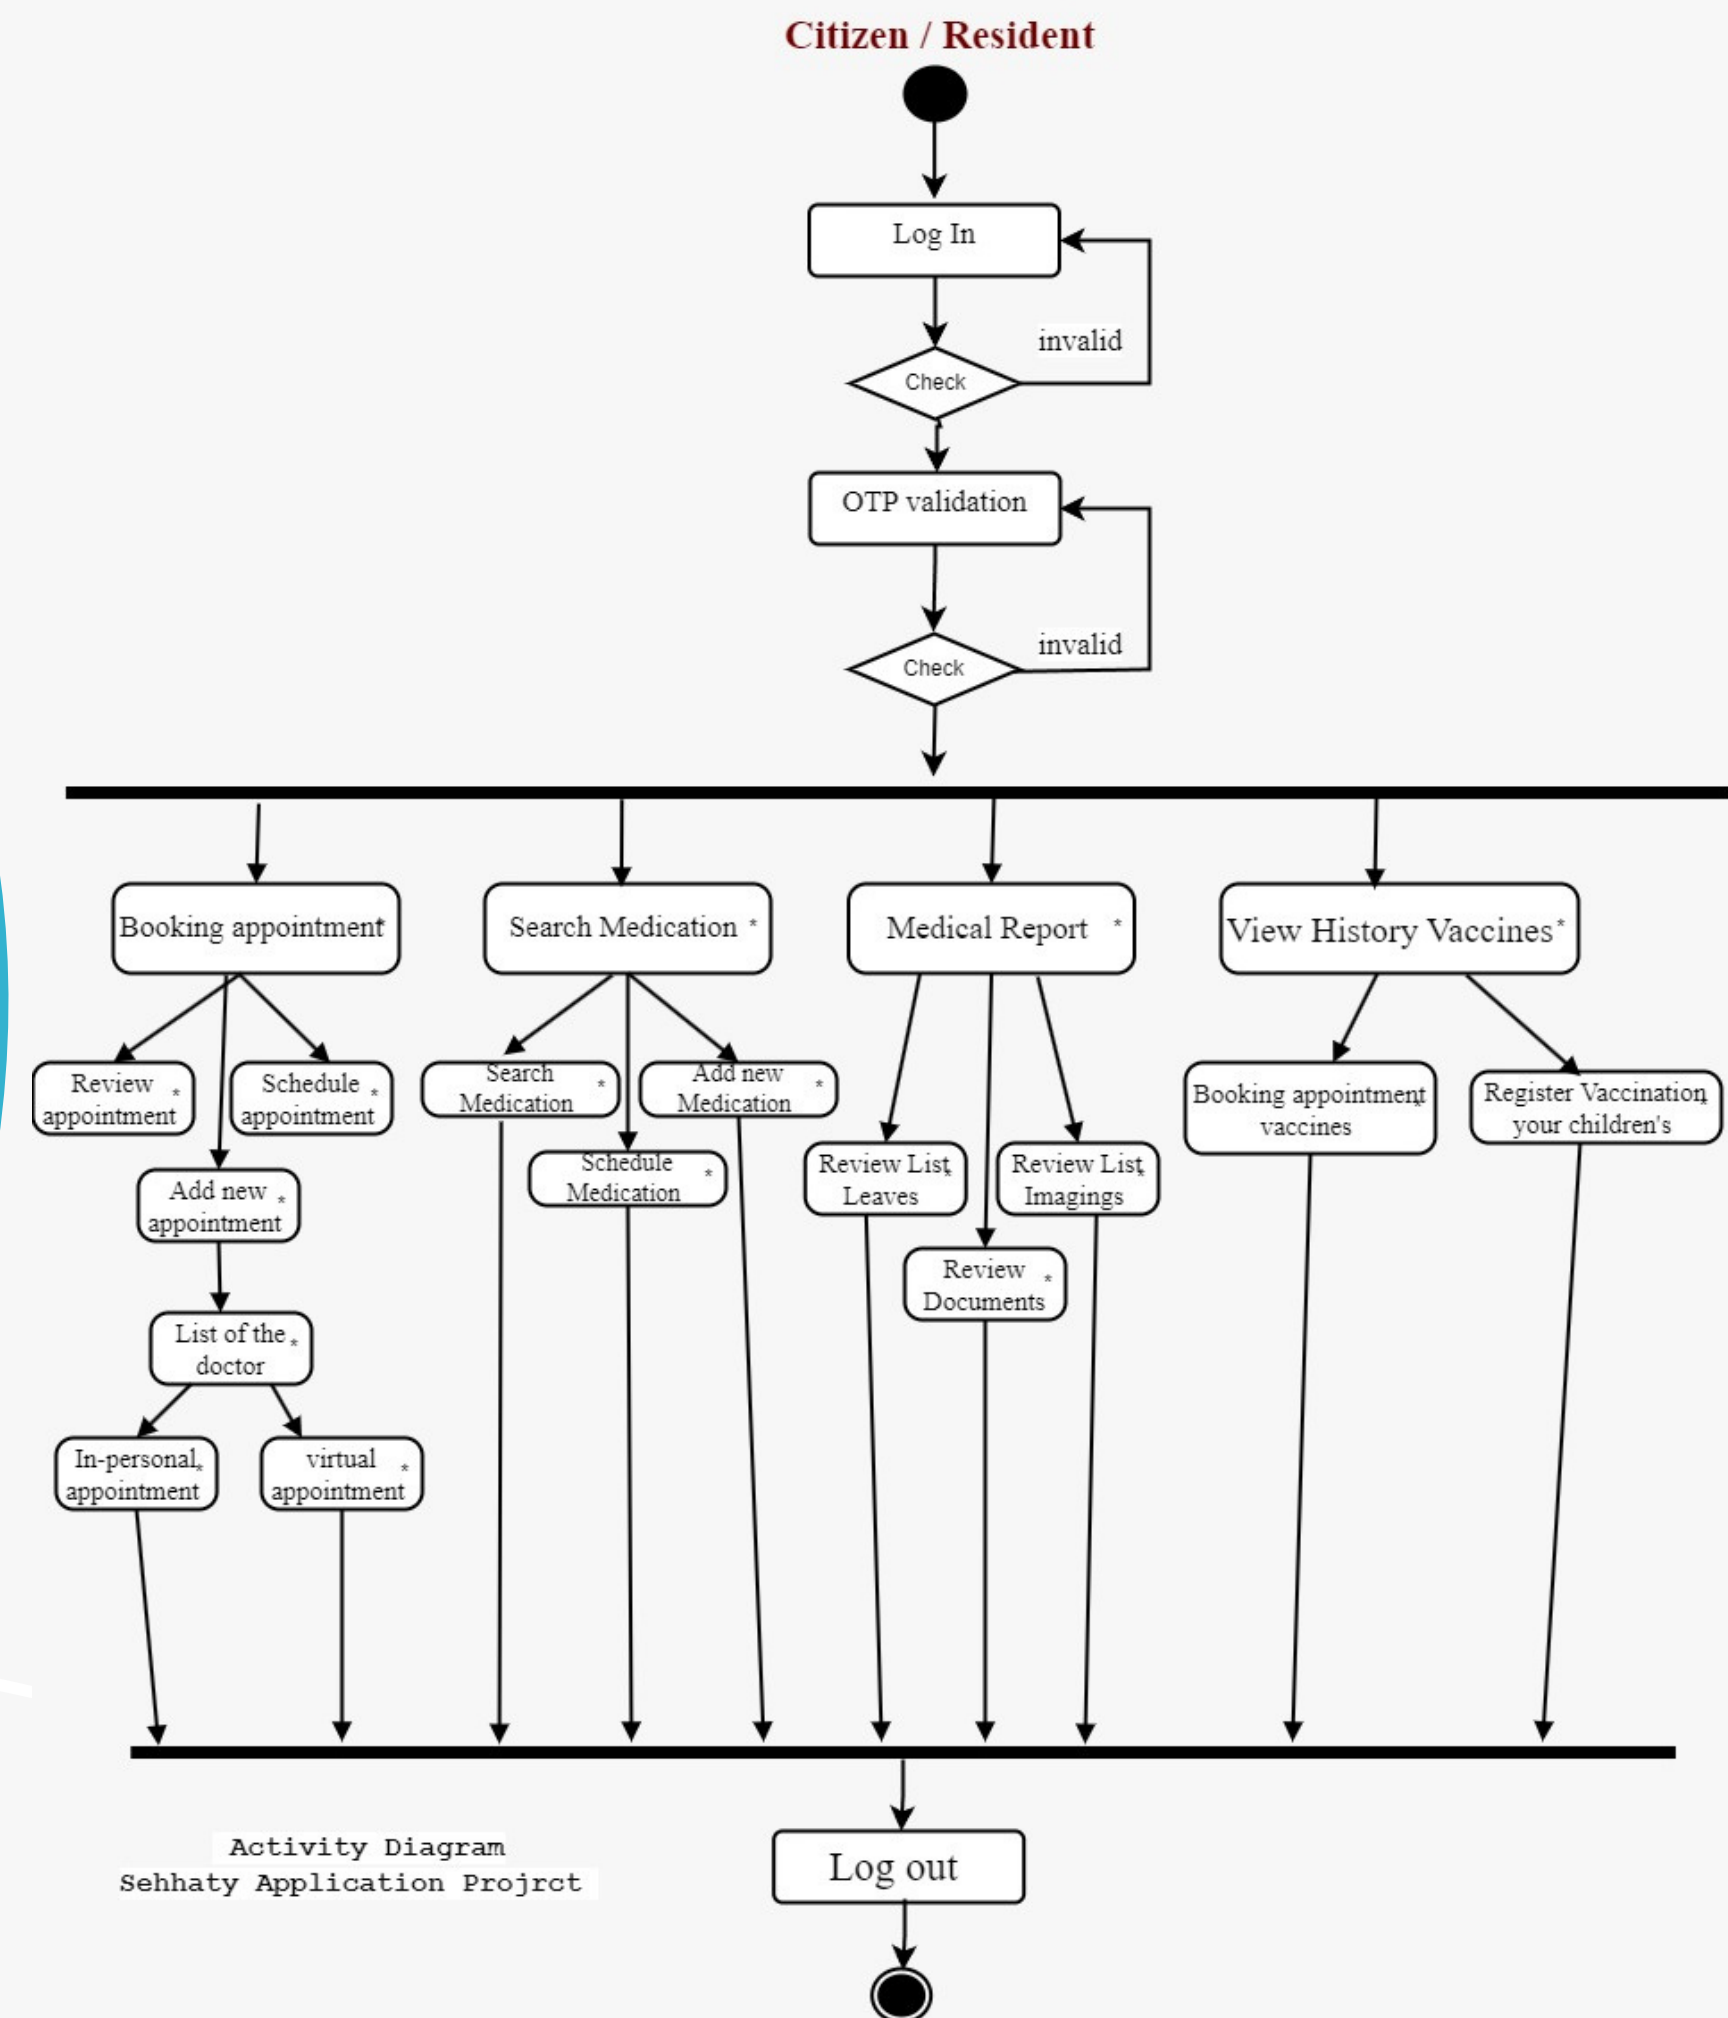 Citizen / Resident
Log In
invalid
Check
OTP validation
invalid
Check
Booking appointment*
Search Medication *
Medical Report *
View History Vaccines*
Review *
appointment
Schedule *
appointment
Search *
Medication
Add new *
Medication
Booking appointment*
vaccines
Register Vaccination*
your children's
Schedule *
Medication
Review List*
Leaves
Review List*
Imagings
Add new *
appointment
Review *
Documents
List of the *
doctor
In-personal*
appointment
virtual *
appointment
Activity Diagram
Sehhaty Application Projrct
Log out